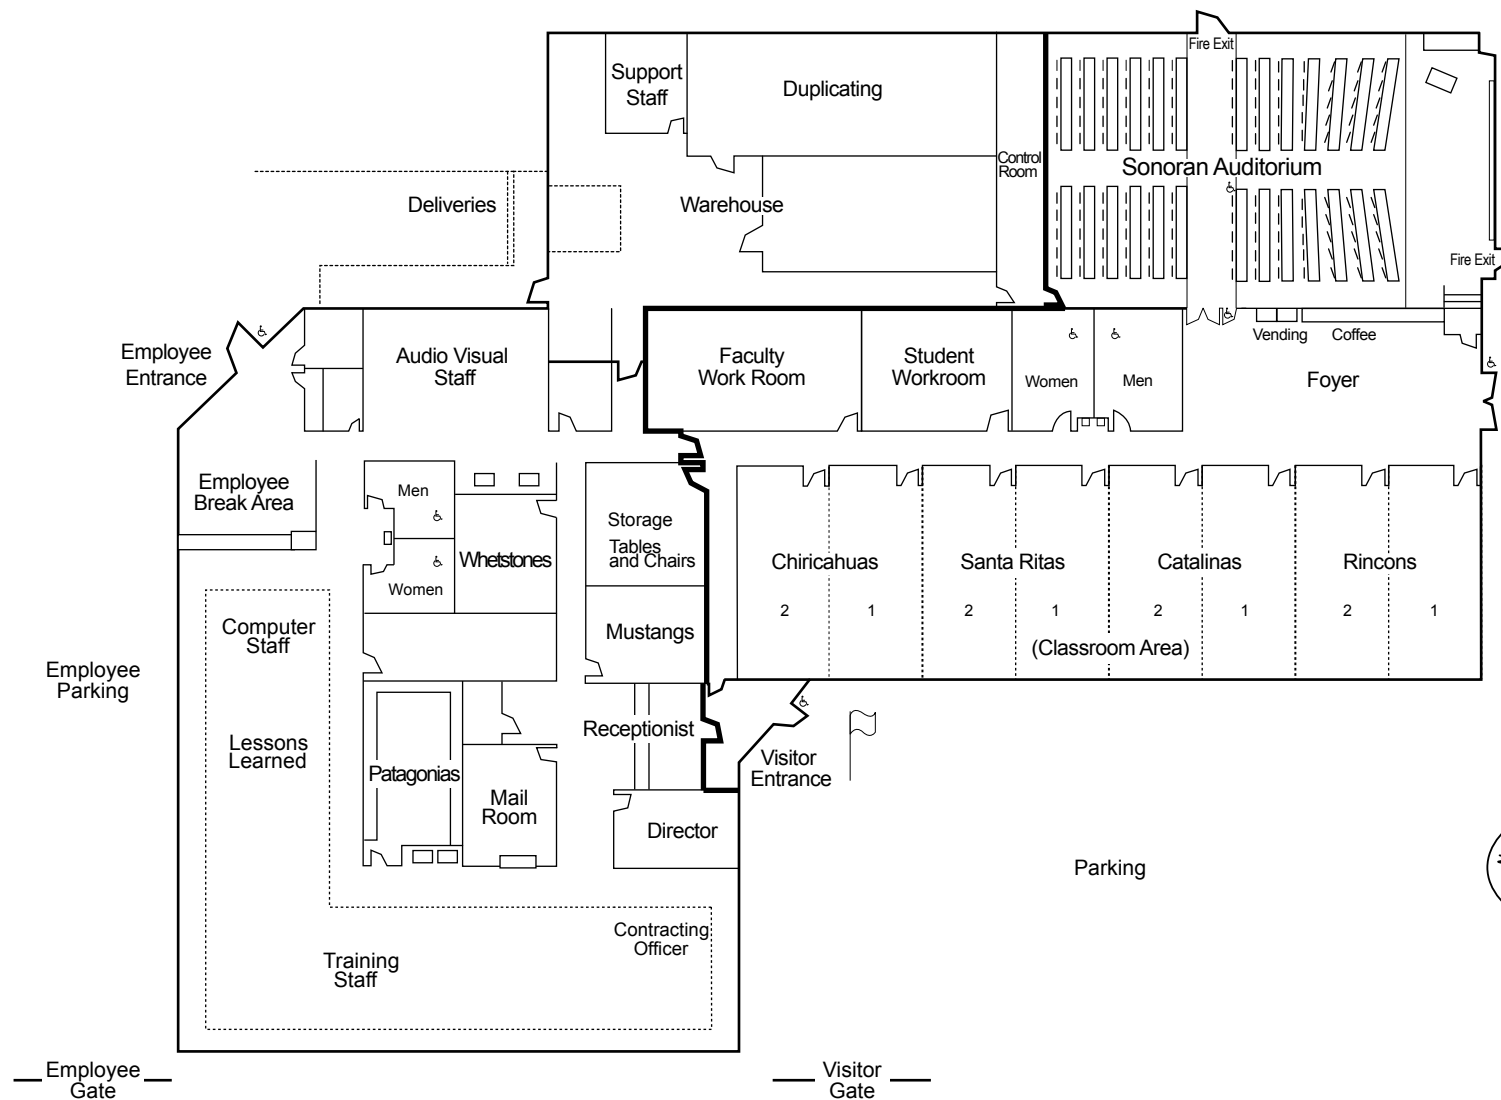 Fire Exit
Support
Staff
Duplicating
Control
Room
Sonoran Auditorium
Deliveries
Warehouse
Fire Exit
Vending
Coffee
Employee
Entrance
Audio Visual
Staff
Faculty
Work Room
Student
Workroom
Women
Men
Foyer
Employee
Break Area
Men
Storage
Tables
and Chairs
Whetstones
Women
Chiricahuas
Santa Ritas
Catalinas
Rincons
2
1
2
1
2
1
2
1
(Classroom Area)
Computer
Staff
Mustangs
Employee
Parking
Receptionist
Lessons
Learned
Patagonias
Visitor
Entrance
Mail
Room
Director
Parking
Contracting
Officer
Training
Staff
Employee
Gate
Visitor
Gate